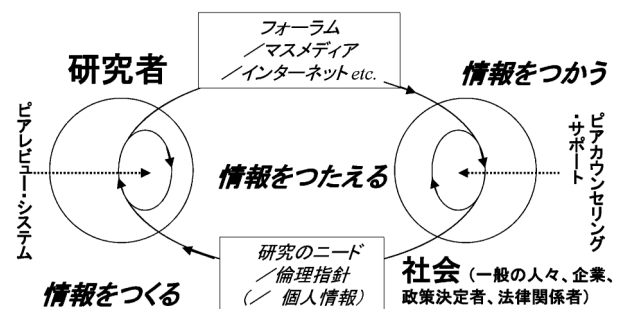 フォーラム
／マスメディア
／インターネット etc.
研究者
情報をつかう
ピアレビュー・システム
情報をつたえる
ピアカウンセリング
・サポート
研究のニード
／倫理指針
（／ 個人情報）
情報をつくる
社会（一般の人々、企業、
政策決定者、法律関係者）